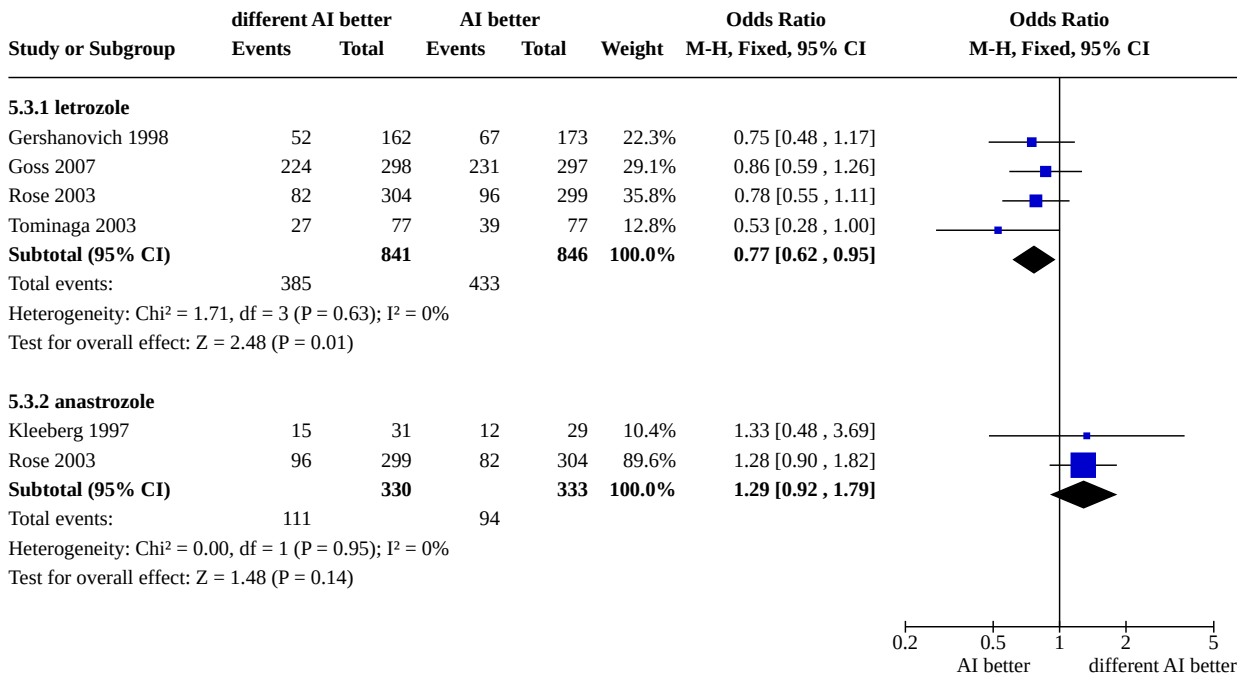 different AI better AI better Odds Ratio Odds Ratio
Study or Subgroup Events Total Events Total Weight M-H, Fixed, 95% CI M-H, Fixed, 95% CI
5.3.1 letrozole
Gershanovich 1998 52 162 67 173 22.3% 0.75 [0.48 , 1.17]
Goss 2007 224 298 231 297 29.1% 0.86 [0.59 , 1.26]
Rose 2003 82 304 96 299 35.8% 0.78 [0.55 , 1.11]
Tominaga 2003 27 77 39 77 12.8% 0.53 [0.28 , 1.00]
Subtotal (95% CI) 841 846 100.0% 0.77 [0.62 , 0.95]
Total events: 385 433
Heterogeneity: Chi² = 1.71, df = 3 (P = 0.63); I² = 0%
Test for overall effect: Z = 2.48 (P = 0.01)
5.3.2 anastrozole
Kleeberg 1997 15 31 12 29 10.4% 1.33 [0.48 , 3.69]
Rose 2003 96 299 82 304 89.6% 1.28 [0.90 , 1.82]
Subtotal (95% CI) 330 333 100.0% 1.29 [0.92 , 1.79]
Total events: 111 94
Heterogeneity: Chi² = 0.00, df = 1 (P = 0.95); I² = 0%
Test for overall effect: Z = 1.48 (P = 0.14)
0.2 0.5 1 2 5
AI better different AI better